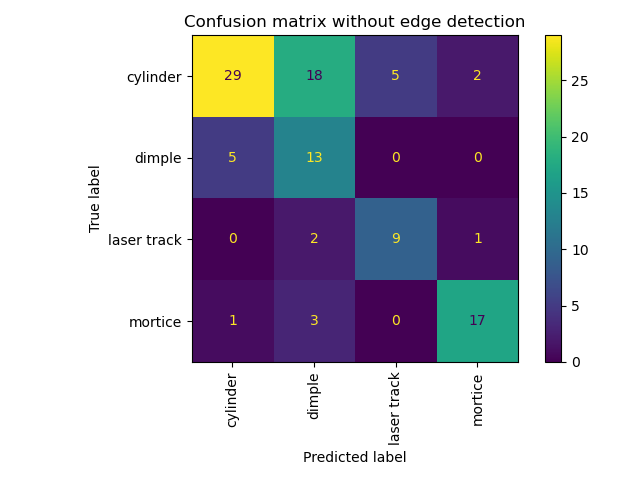 Confusion matrix without edge detection
True label
cylinder 29 18 5 2
dimple 5 13 0 0
laser track 0 2 9 1
mortice 1 3 0 17
cylinder dimple laser track mortice
Predicted label
25
20
15
10
5
0